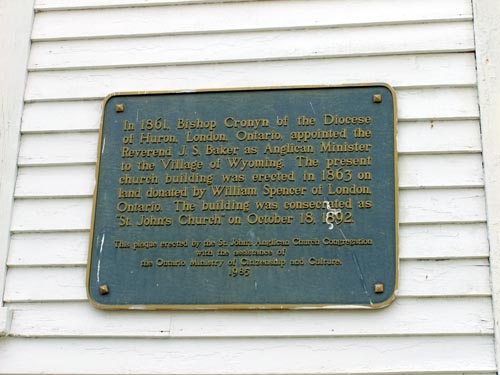 In 1861, Bishop Cronyn of the Diocese
of Huron, London, Ontario, appointed the
Reverend J. S. Baker as Anglican Minister
to the Village of Wyoming. The present
church building was erected in 1863 on
land donated by William Spencer of London,
Ontario. The building was consecrated as
St. John's Church on October 18, 1892.
This plaque erected by the St. John's Anglican Church Congregation
with the assistance of
the Ontario Ministry of Citizenship and Culture,
1985